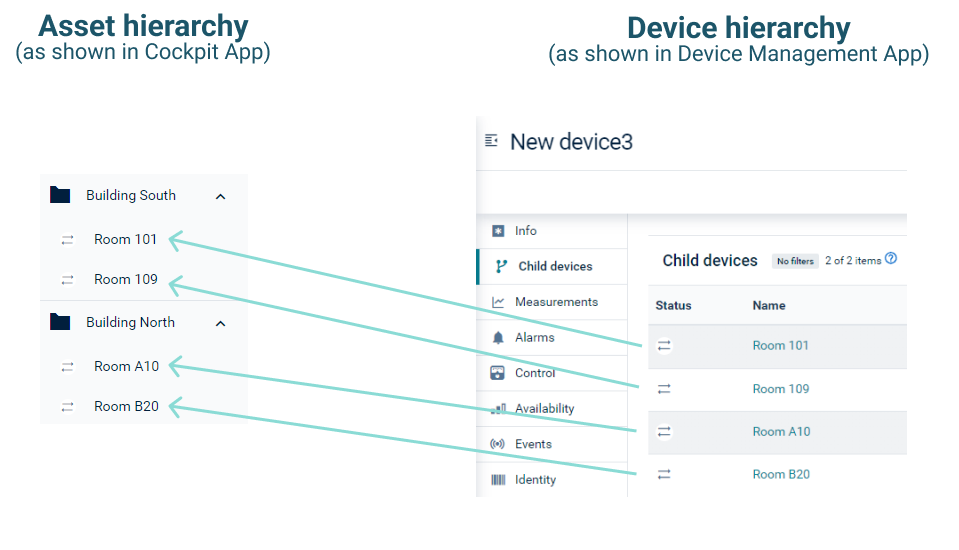 Asset hierarchy
(as shown in Cockpit App)
Device hierarchy
(as shown in Device Management App)
Building South
Room 101
Room 109
Building North
Room A10
Room B20
New device3
Info
Child devices
Measurements
Alarms
Control
Availability
Events
Identity
Child devices No filters 2 of 2 items ?
Status Name
Room 101
Room 109
Room A10
Room B20